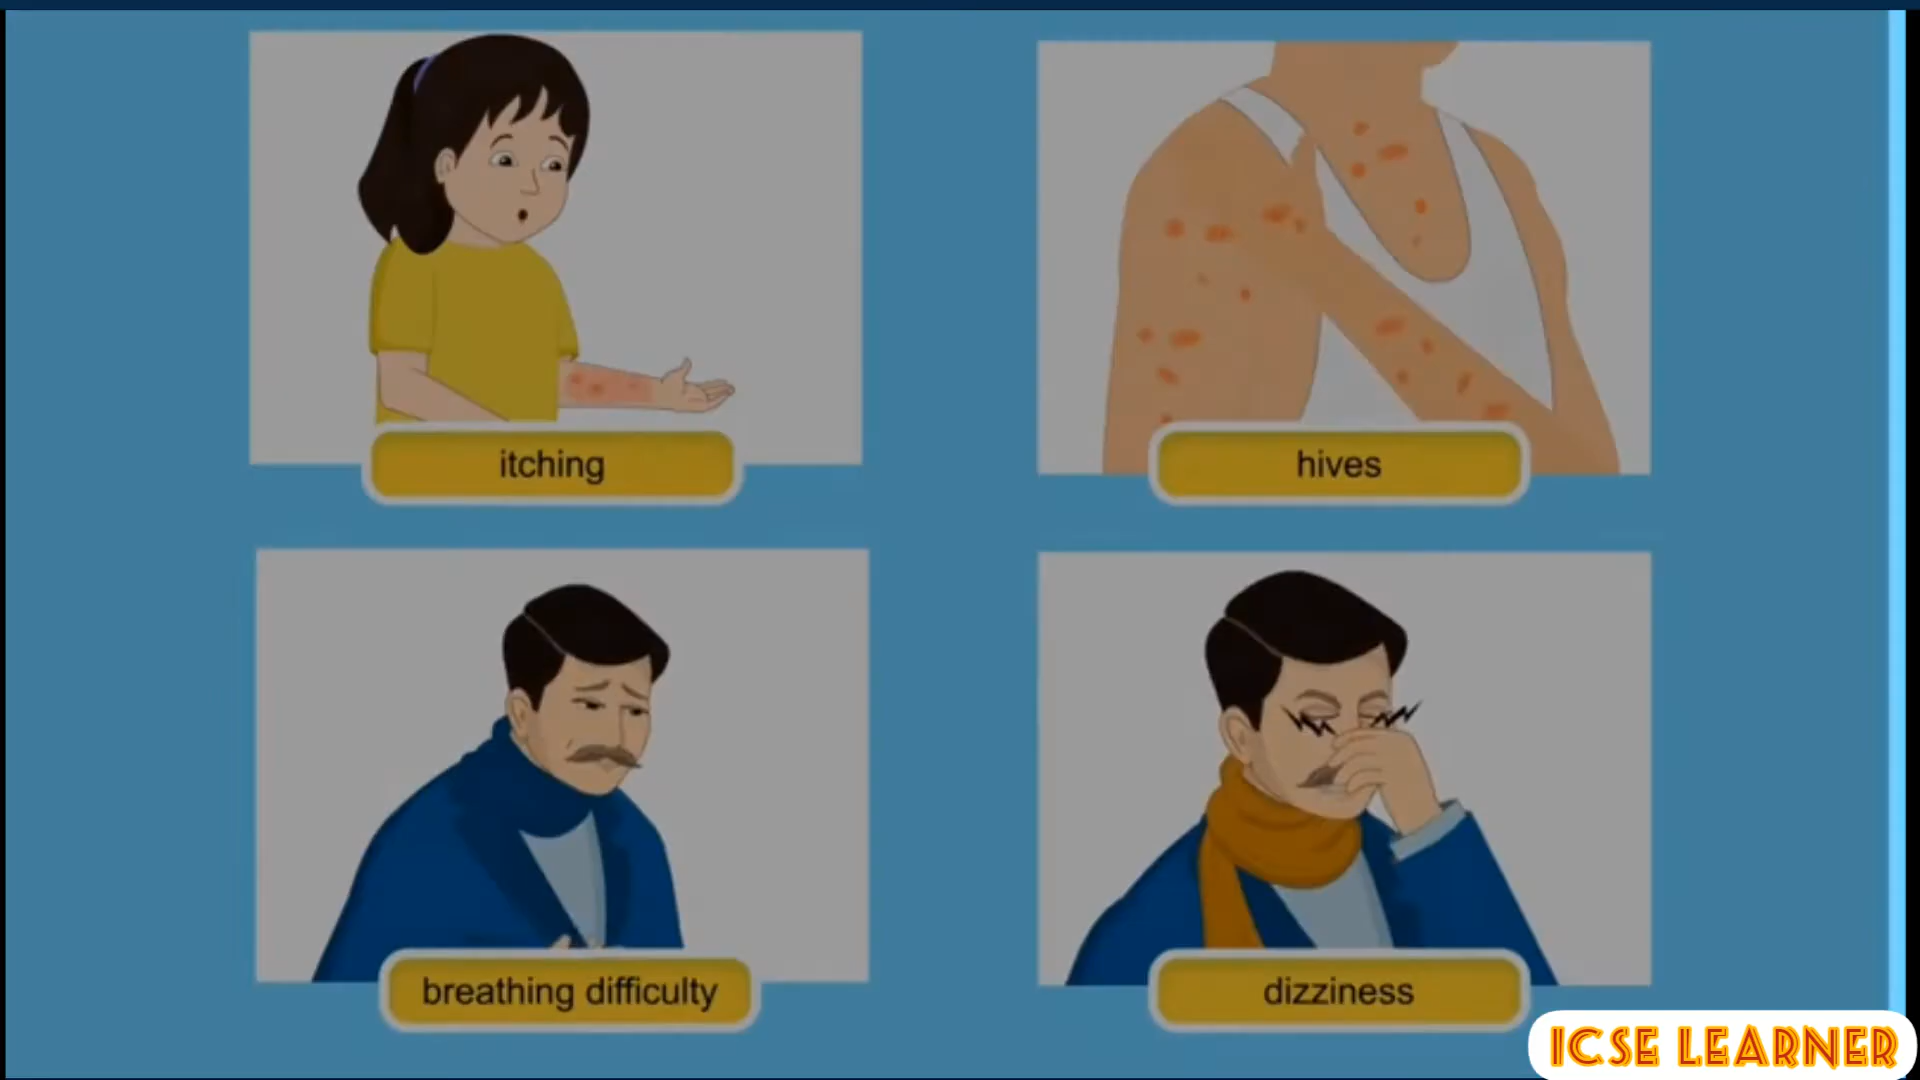 itching
hives
breathing difficulty
dizziness
ICSE LEARNER